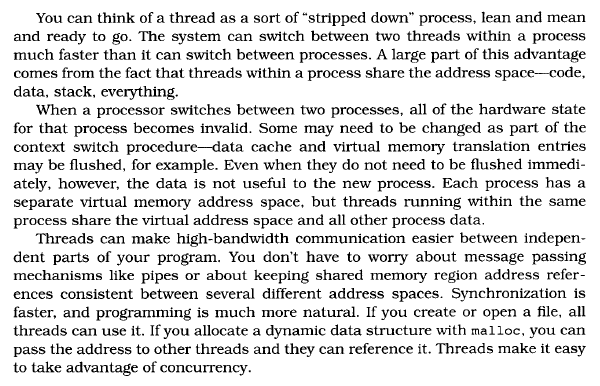 You can think of a thread as a sort of “stripped down” process, lean and mean
and ready to go. The system can switch between two threads within a process
much faster than it can switch between processes. A large part of this advantage
comes from the fact that threads within a process share the address space—code,
data, stack, everything.
When a processor switches between two processes, all of the hardware state
for that process becomes invalid. Some may need to be changed as part of the
context switch procedure—data cache and virtual memory translation entries
may be flushed, for example. Even when they do not need to be flushed immedi-
ately, however, the data is not useful to the new process. Each process has a
separate virtual memory address space, but threads running within the same
process share the virtual address space and all other process data.
Threads can make high-bandwidth communication easier between indepen-
dent parts of your program. You don’t have to worry about message passing
mechanisms like pipes or about keeping shared memory region address refer-
ences consistent between several different address spaces. Synchronization is
faster, and programming is much more natural. If you create or open a file, all
threads can use it. If you allocate a dynamic data structure with malloc, you can
pass the address to other threads and they can reference it. Threads make it easy
to take advantage of concurrency.